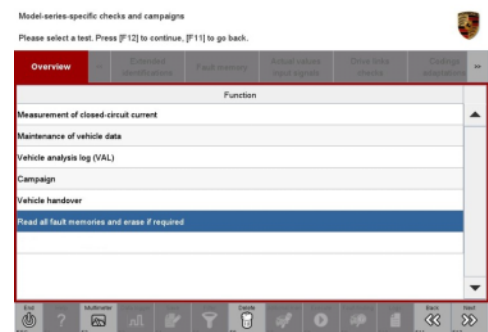 Model-series-specific checks and campaigns
Please select a test. Press [F12] to continue, [F11] to go back.
Overview
Extended identifications
Fault memory
Actual values input signals
Drive links checks
Codings adaptations
Function
Measurement of closed-circuit current
Maintenance of vehicle data
Vehicle analysis log (VAL)
Campaign
Vehicle handover
Read all fault memories and erase if required
End
Multimeter
Delete
Back
Next